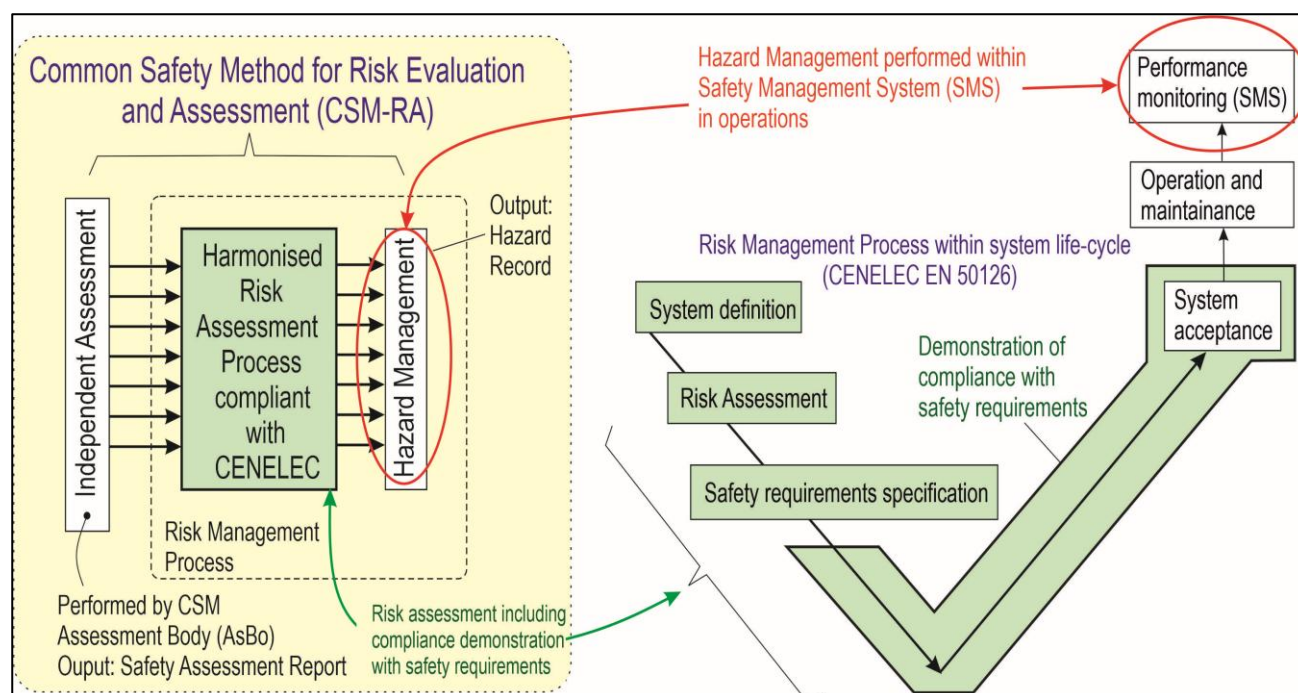 Common Safety Method for Risk Evaluation
and Assessment (CSM-RA)
Independent Assessment
Harmonised
Risk
Assessment
Process
compliant
with
CENELEC
Hazard Management
Output:
Hazard
Record
Risk Management
Process
Performed by CSM
Assessment Body (AsBo)
Ouput: Safety Assessment Report
Risk assessment including
compliance demonstration
with safety requirements
Hazard Management performed within
Safety Management System (SMS)
in operations
Performance
monitoring (SMS)
Operation and
maintainance
Risk Management Process within system life-cycle
(CENELEC EN 50126)
System definition
Risk Assessment
Safety requirements specification
Demonstration of
compliance with
safety requirements
System
acceptance